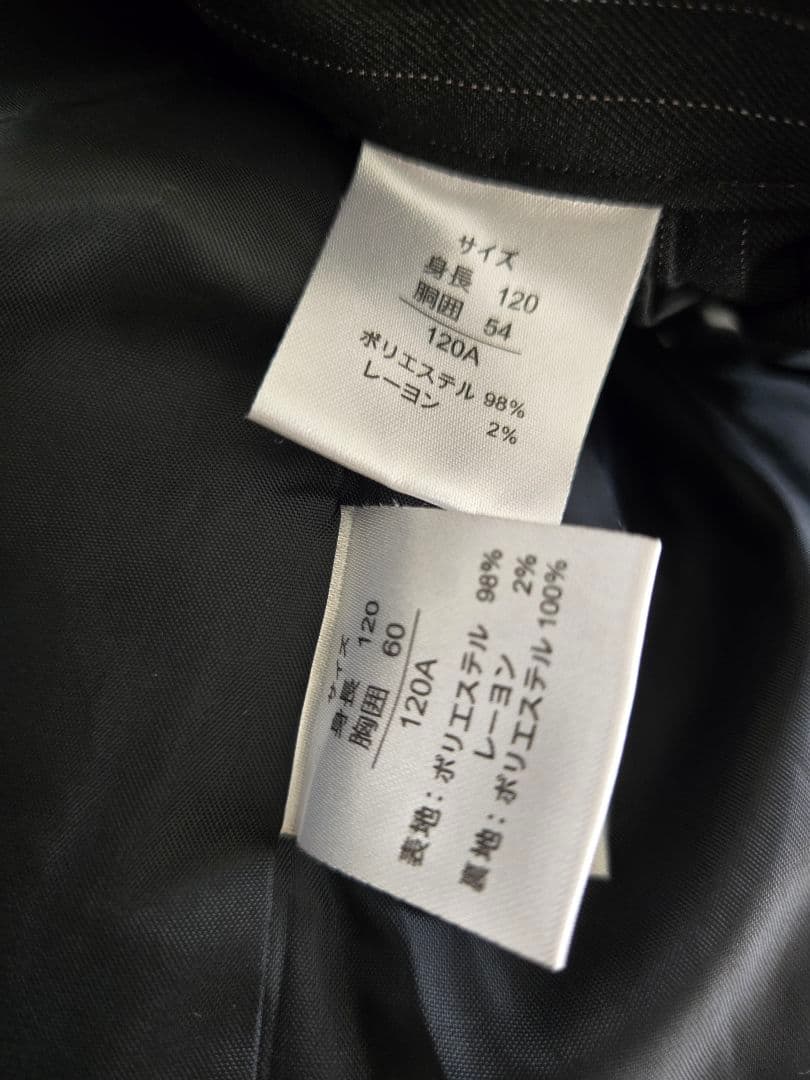 サイズ
身長 120
胴囲 54
120A
ポリエステル 98%
レーヨン 2%
サイズ
身長 120
胸囲 60
120A
表地:ポリエステル 98%
レーヨン 2%
裏地:ポリエステル 100%